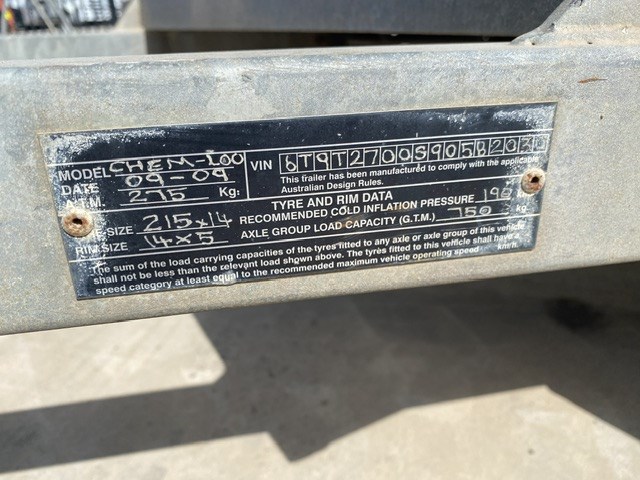 MODEL CHEM-200
VIN 6T9T2700S9058203
This trailer has been manufactured to comply with the applicable
Australian Design Rules.
DATE 09-09
A.T.M. 275 Kg:
TYRE AND RIM DATA
SIZE 215x14
RECOMMENDED COLD INFLATION PRESSURE 190
RIM SIZE 14x5
AXLE GROUP LOAD CAPACITY (G.T.M.) 750 kg
The sum of the load carrying capacities of the tyres fitted to any axle or axle group of this vehicle
shall not be less than the relevant load shown above. The tyres fitted to this vehicle shall have a
speed category at least equal to the recommended maximum vehicle operating speed km/h.